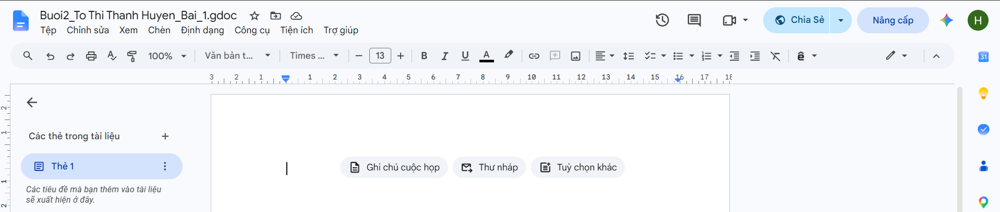 Buoi2_To Thi Thanh Huyen_Bai_1.gdoc
Tệp Chỉnh sửa Xem Chèn Định dạng Công cụ Tiện ích Trợ giúp
Chia Sẻ
Nâng cấp
H
100% Văn bản t... Times ... 13 B I U A ê
31
3 2 1 1 2 3 4 5 6 7 8 9 10 11 12 13 14 15 16 17 18
2
1
1
2
Các thẻ trong tài liệu
Thẻ 1
Các tiêu đề mà bạn thêm vào tài liệu
sẽ xuất hiện ở đây.
Ghi chú cuộc họp Thư nháp Tuỳ chọn khác